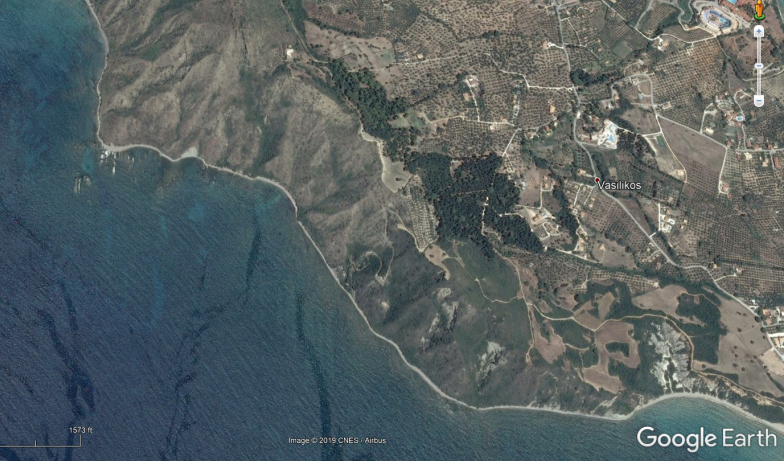 Vasilikos
1573 ft
Image © 2019 CNES / Airbus
Google Earth